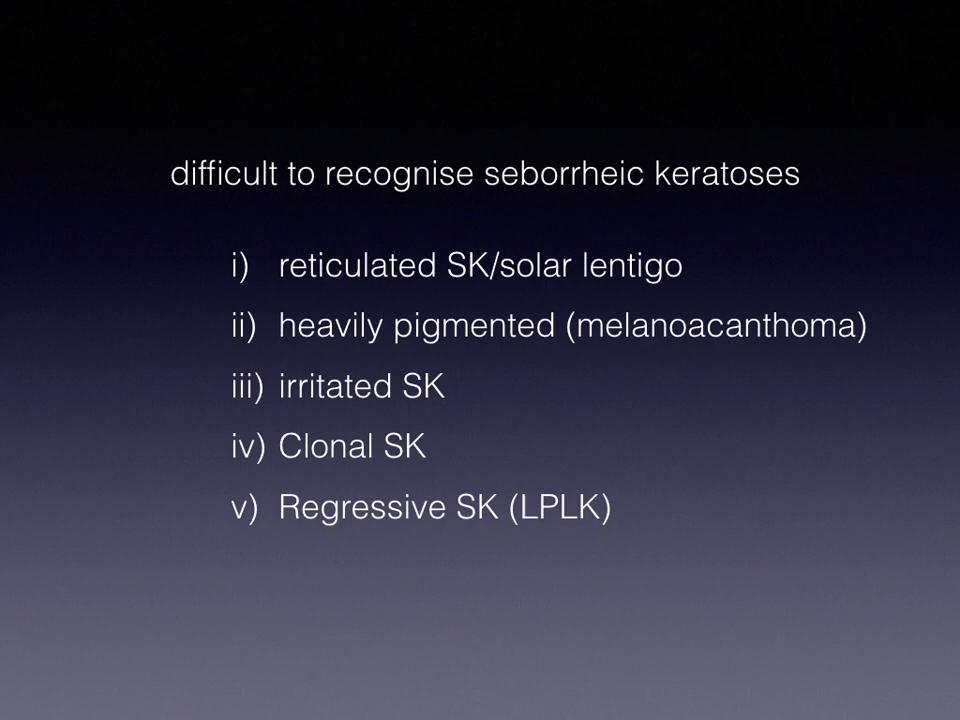 difficult to recognise seborrheic keratoses
i) reticulated SK/solar lentigo
ii) heavily pigmented (melanoacanthoma)
iii) irritated SK
iv) Clonal SK
v) Regressive SK (LPLK)